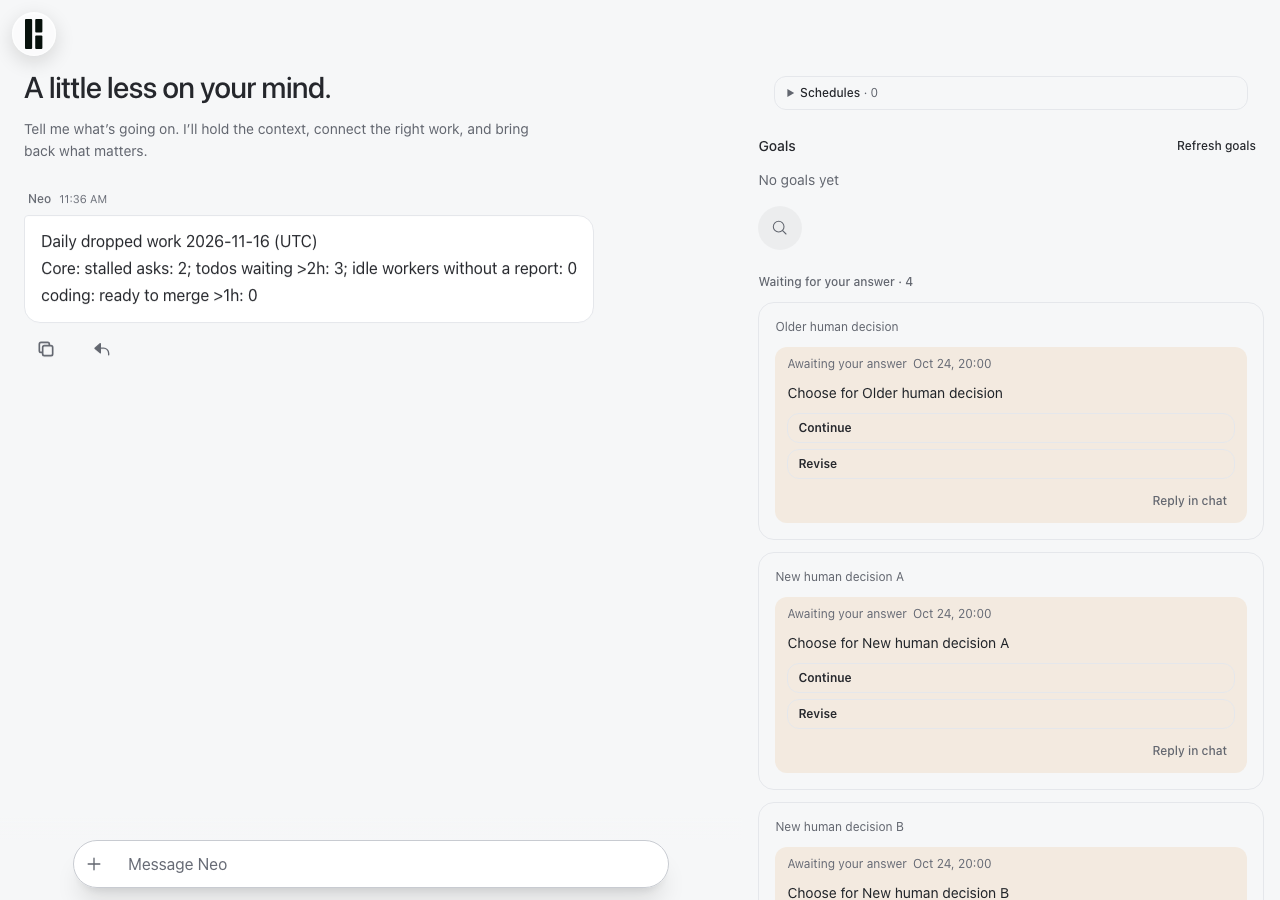 A little less on your mind.
Tell me what's going on. I'll hold the context, connect the right work, and bring
back what matters.
Neo 11:36 AM
Daily dropped work 2026-11-16 (UTC)
Core: stalled asks: 2; todos waiting >2h: 3; idle workers without a report: 0
coding: ready to merge >1h: 0
Message Neo
Schedules · 0
Goals
Refresh goals
No goals yet
Waiting for your answer · 4
Older human decision
Awaiting your answer Oct 24, 20:00
Choose for Older human decision
Continue
Revise
Reply in chat
New human decision A
Awaiting your answer Oct 24, 20:00
Choose for New human decision A
Continue
Revise
Reply in chat
New human decision B
Awaiting your answer Oct 24, 20:00
Choose for New human decision B